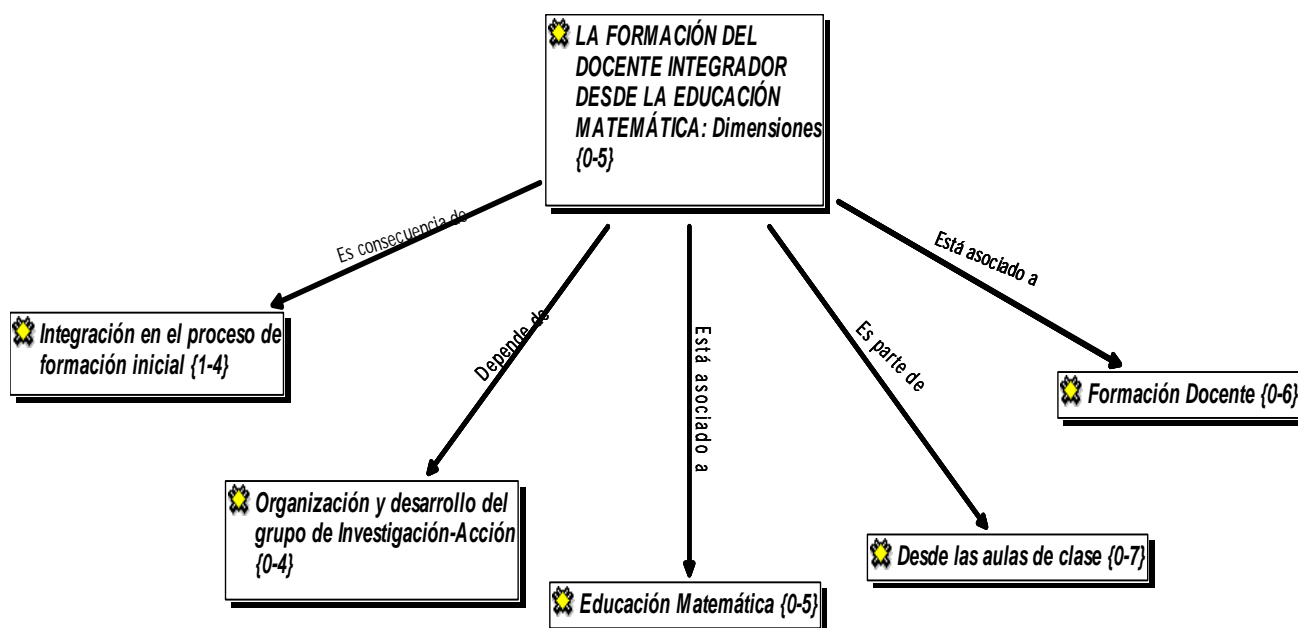 LA FORMACIÓN DEL
DOCENTE INTEGRADOR
DESDE LA EDUCACIÓN
MATEMÁTICA: Dimensiones
{0-5}
Es consecuencia de
Depende de
Está asociado a
Es parte de
Está asociado a
Integración en el proceso de
formación inicial {1-4}
Formación Docente {0-6}
Organización y desarrollo del
grupo de Investigación-Acción
{0-4}
Desde las aulas de clase {0-7}
Educación Matemática {0-5}